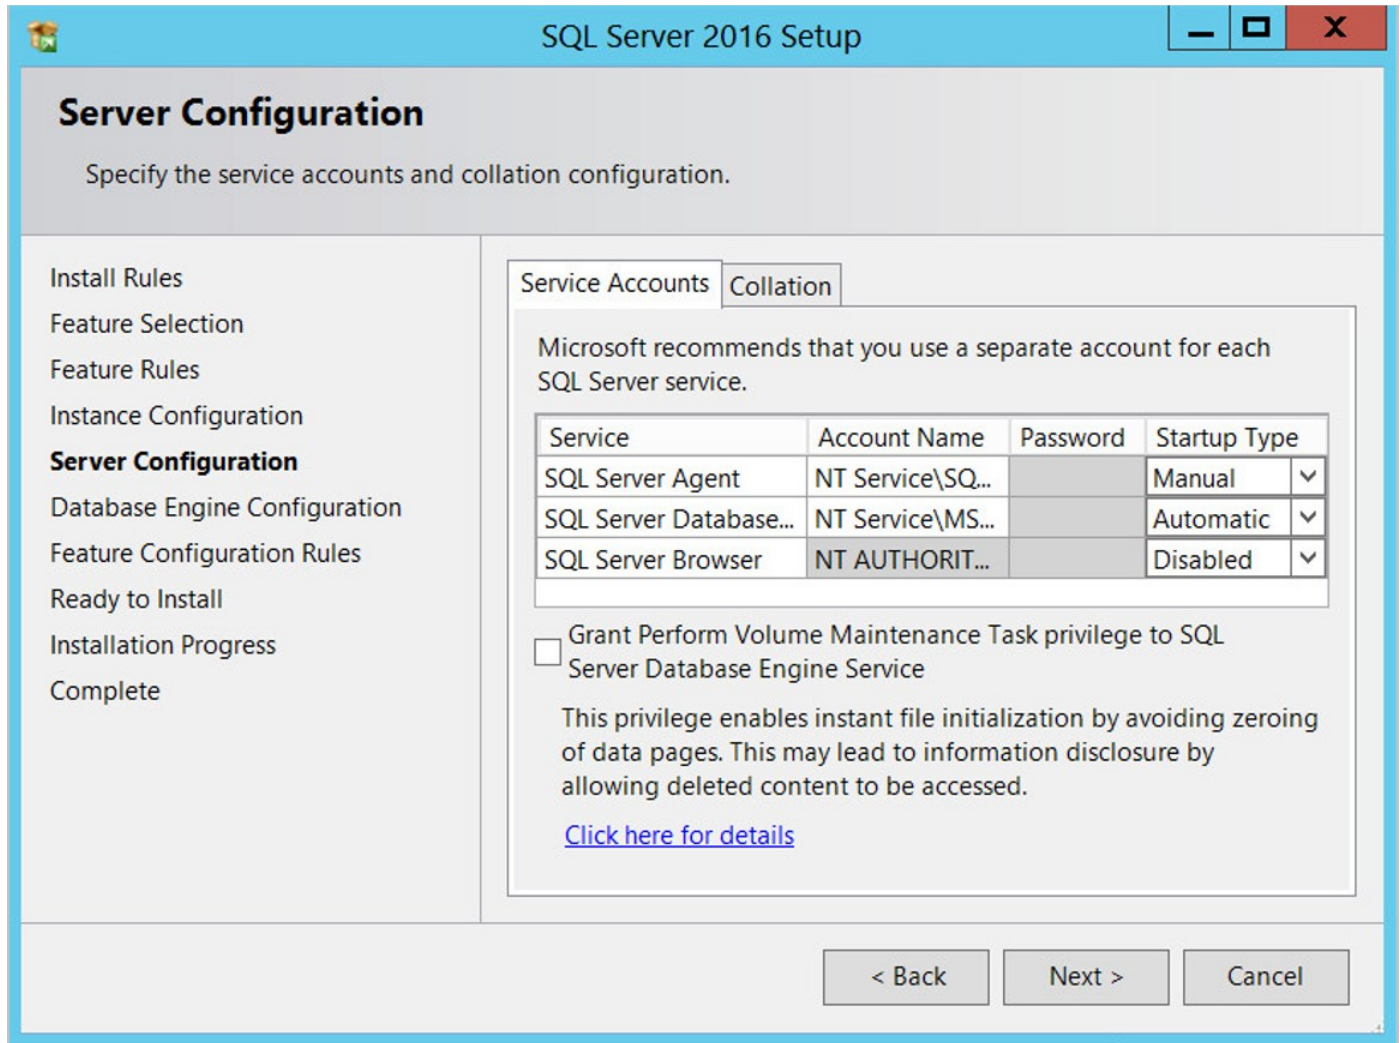 SQL Server 2016 Setup
Server Configuration
Specify the service accounts and collation configuration.
Install Rules
Feature Selection
Feature Rules
Instance Configuration
Server Configuration
Database Engine Configuration
Feature Configuration Rules
Ready to Install
Installation Progress
Complete
Service Accounts Collation
Microsoft recommends that you use a separate account for each
SQL Server service.
Service Account Name Password Startup Type
SQL Server Agent NT Service\SQ... Manual
SQL Server Database... NT Service\MS... Automatic
SQL Server Browser NT AUTHORIT... Disabled
Grant Perform Volume Maintenance Task privilege to SQL
Server Database Engine Service
This privilege enables instant file initialization by avoiding zeroing
of data pages. This may lead to information disclosure by
allowing deleted content to be accessed.
Click here for details
< Back Next > Cancel